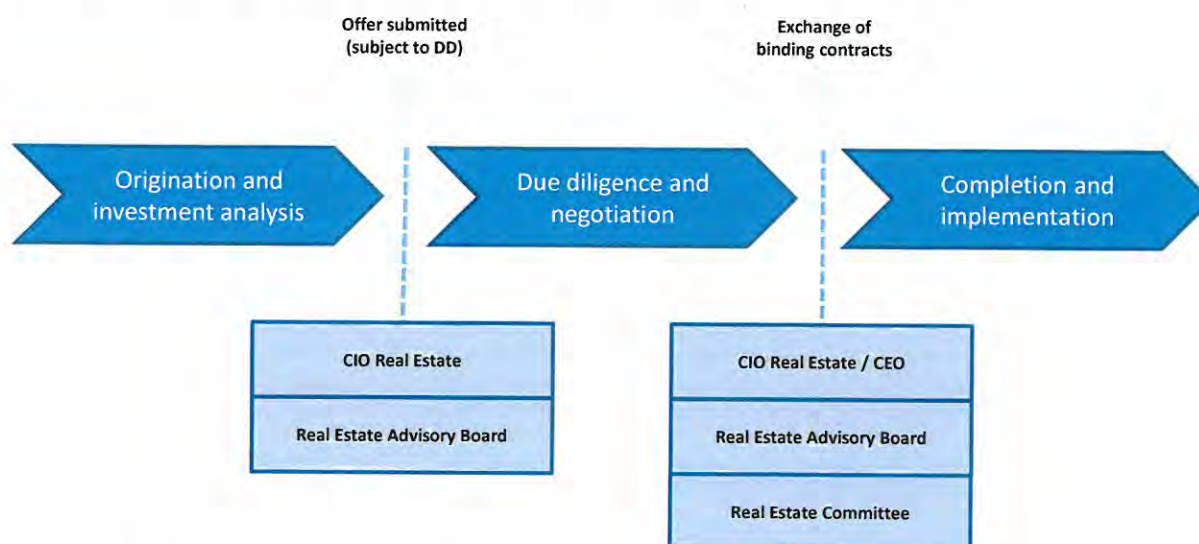 Offer submitted
(subject to DD)
Exchange of
binding contracts
Origination and
investment analysis
Due diligence and
negotiation
Completion and
implementation
CIO Real Estate
Real Estate Advisory Board
CIO Real Estate / CEO
Real Estate Advisory Board
Real Estate Committee